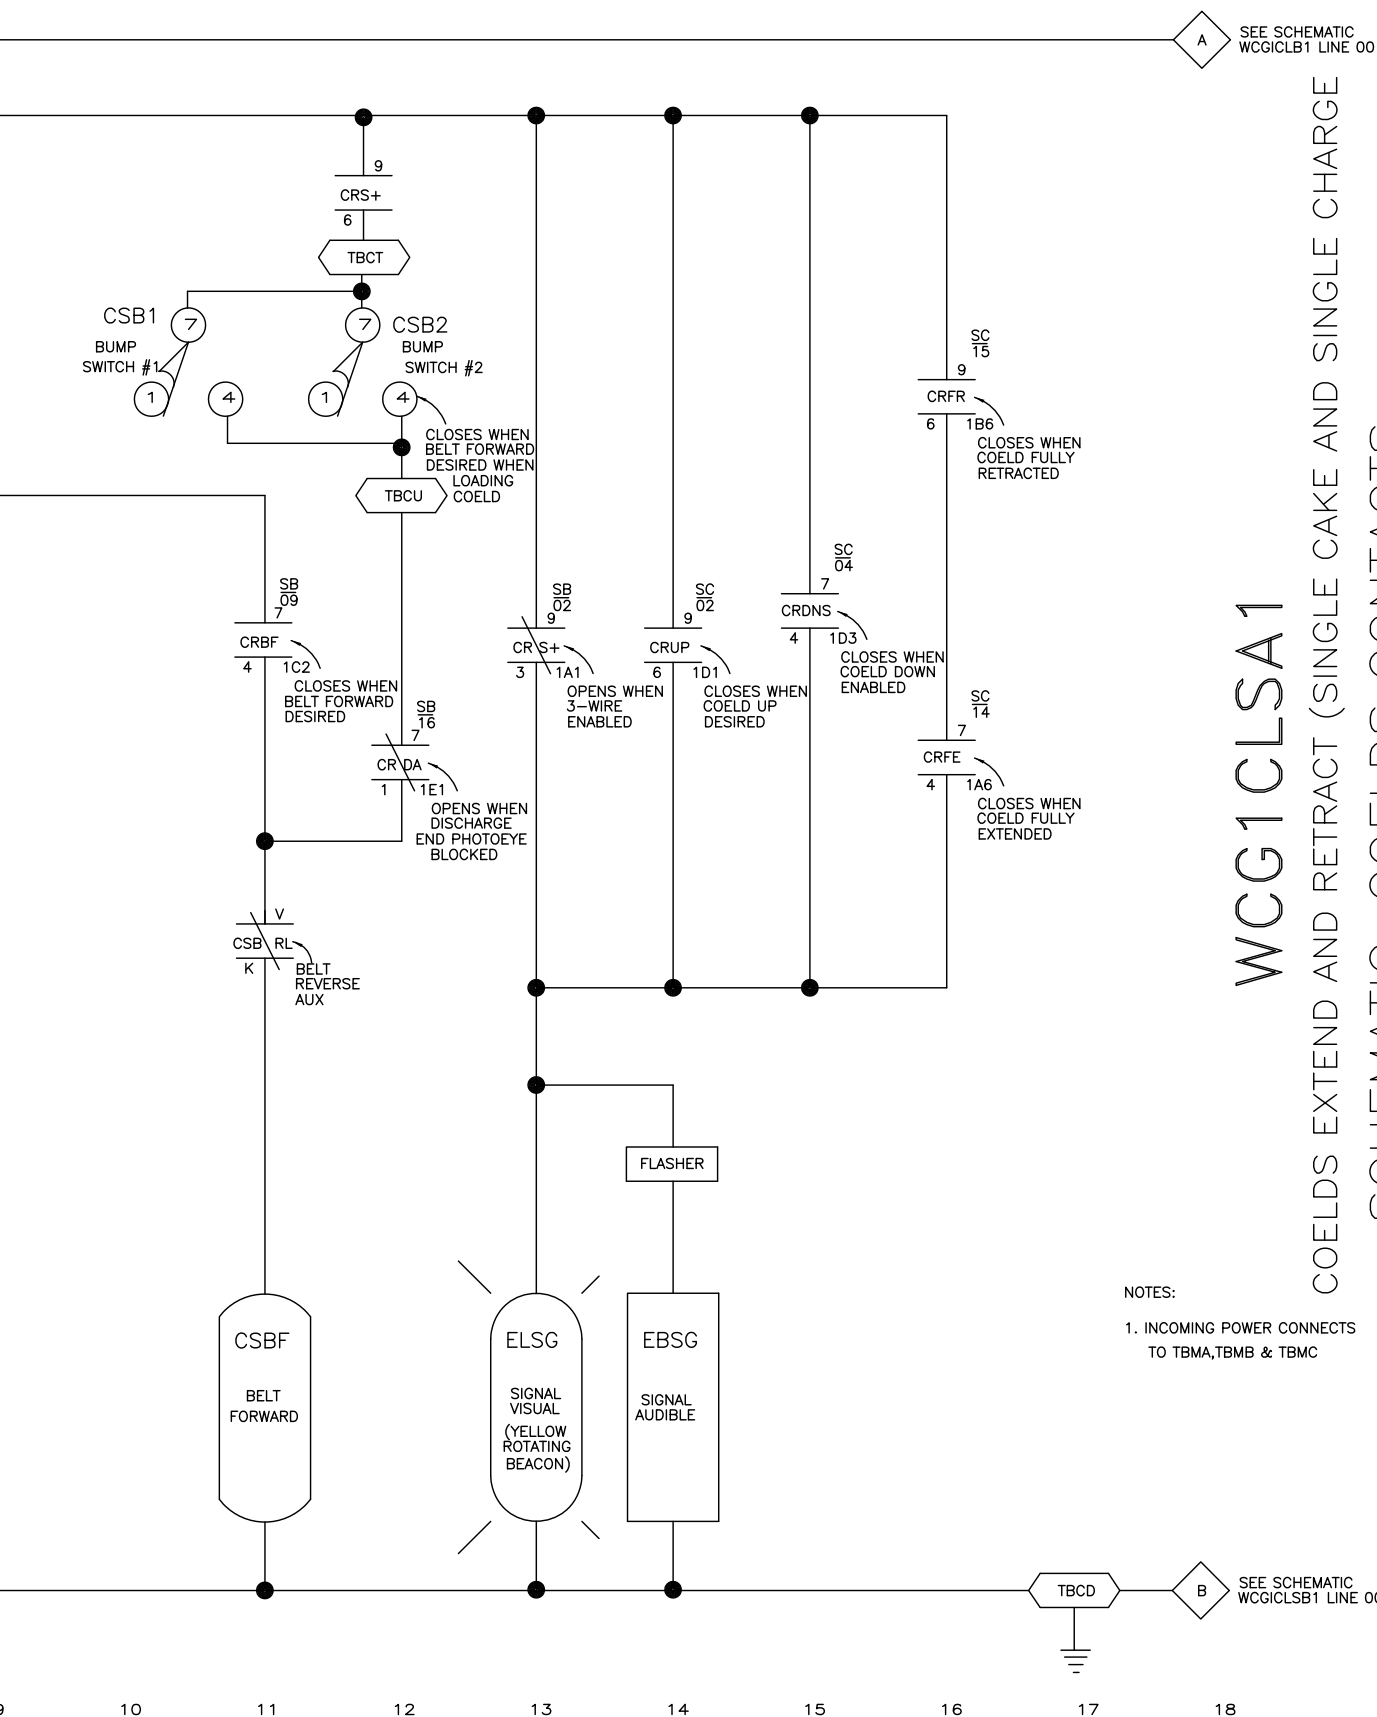 A
SEE SCHEMATIC
WCGICLB1 LINE 00
9
CRS+
6
TBCT
CSB1
7
BUMP
SWITCH #1
1
4
7
CSB2
BUMP
SWITCH #2
1
4
CLOSES WHEN
BELT FORWARD
DESIRED WHEN
LOADING
COELD
TBCU
SB
09
7
CRBF
4
1C2
CLOSES WHEN
BELT FORWARD
DESIRED
SB
16
7
CR DA
1
1E1
OPENS WHEN
DISCHARGE
END PHOTOEYE
BLOCKED
V
CSB RL
K
BELT
REVERSE
AUX
SB
02
9
CR S+
3
1A1
OPENS WHEN
3-WIRE
ENABLED
SC
02
9
CRUP
6
1D1
CLOSES WHEN
COELD UP
DESIRED
SC
04
7
CRDNS
4
1D3
CLOSES WHEN
COELD DOWN
ENABLED
SC
15
9
CRFR
6
1B6
CLOSES WHEN
COELD FULLY
RETRACTED
SC
14
7
CRFE
4
1A6
CLOSES WHEN
COELD FULLY
EXTENDED
FLASHER
CSBF
BELT
FORWARD
ELSG
SIGNAL
VISUAL
(YELLOW
ROTATING
BEACON)
EBSG
SIGNAL
AUDIBLE
WCG1CLSA1
COELDS EXTEND AND RETRACT (SINGLE CAKE AND SINGLE CHARGE
NOTES:
1. INCOMING POWER CONNECTS
TO TBMA,TBMB & TBMC
TBCD
B
SEE SCHEMATIC
WCGICLSB1 LINE 00
9
10
11
12
13
14
15
16
17
18